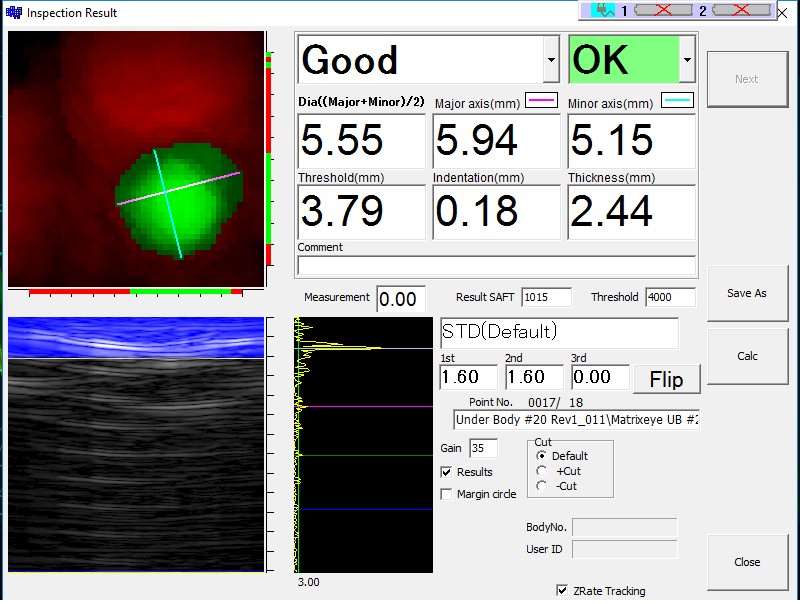 Inspection Result
1 2
Good OK
Next
Dia((Major+Minor)/2) Major axis(mm) Minor axis(mm)
5.55 5.94 5.15
Threshold(mm) Indentation(mm) Thickness(mm)
3.79 0.18 2.44
Comment
Measurement 0.00 Result SAFT 1015 Threshold 4000
Save As
STD(Default)
Calc
1st 2nd 3rd
1.60 1.60 0.00 Flip
Point No. 0017/ 18
Under Body #20 Rev1_011\Matrixeye UB #2
Gain 35
Cut
Default
+Cut
-Cut
Results
Margin circle
BodyNo.
User ID
Close
3.00
ZRate Tracking